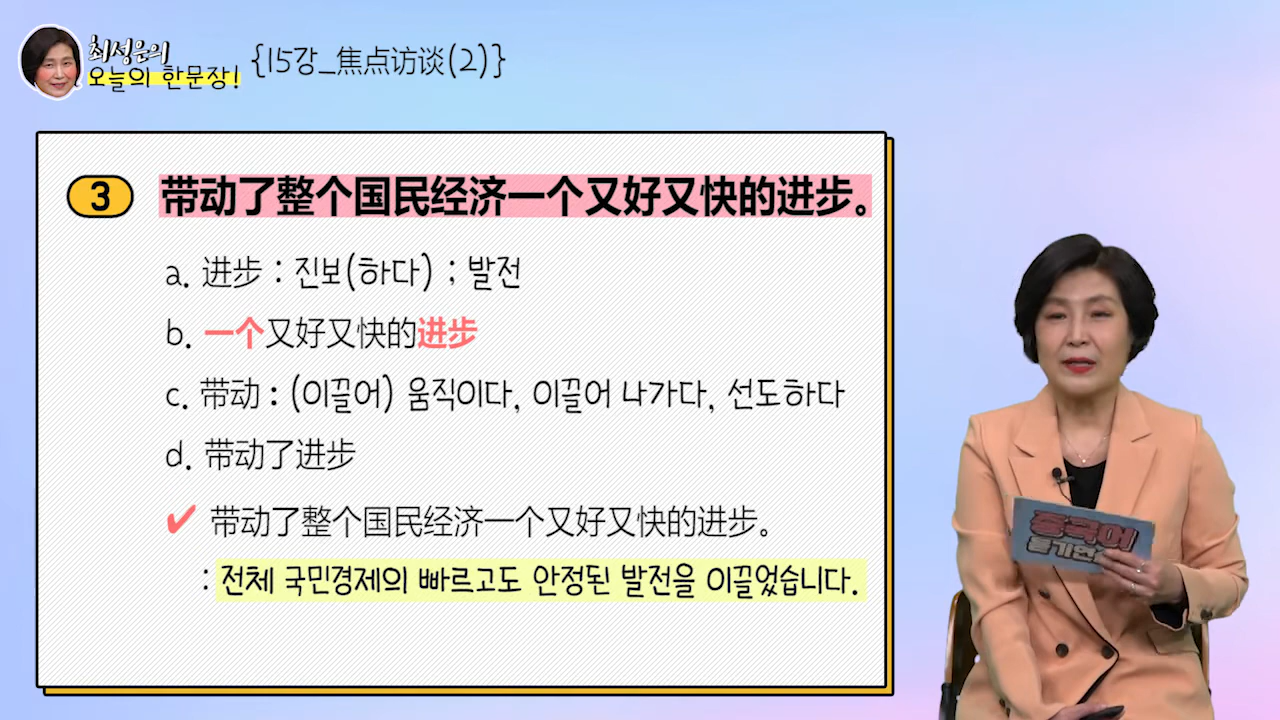 최성은의
오늘의 한문장!
{15강_焦点访谈(2)}
3 带动了整个国民经济一个又好又快的进步。
a. 进步 : 진보(하다) ; 발전
b. 一个又好又快的进步
c. 带动 : (이끌어) 움직이다, 이끌어 나가다, 선도하다
d. 带动了进步
✓ 带动了整个国民经济一个又好又快的进步。
: 전체 국민경제의 빠르고도 안정된 발전을 이끌었습니다.
중국어